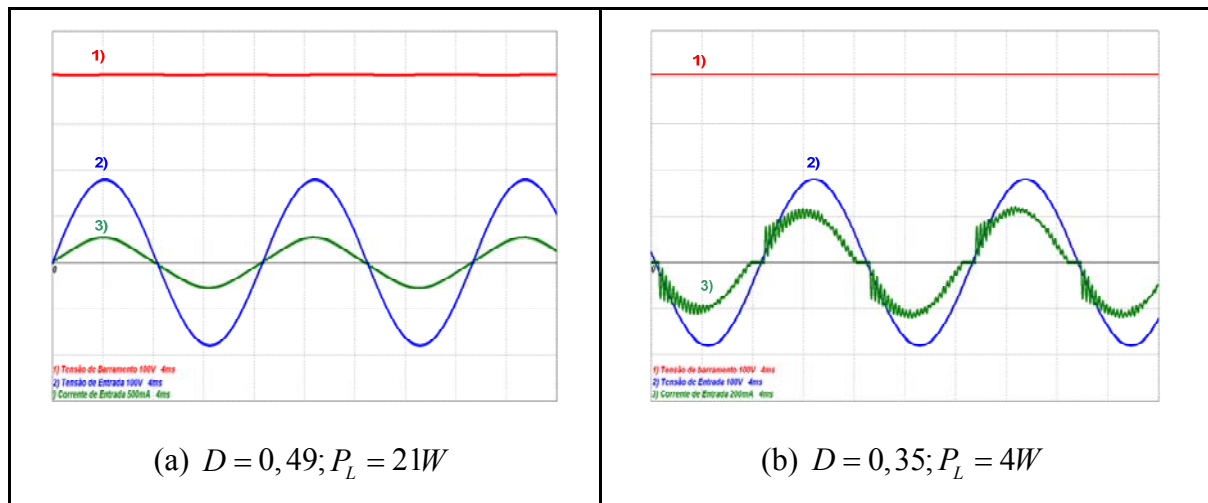 1)
2)
3)
0
1) Tensão de Barramento 100V 4ms
2) Tensão de Entrada 100V 4ms
) Corrente de Entrada 500mA 4ms
(a) D = 0,49; P_L = 21W
1)
2)
3)
0
1) Tensão de barramento 100V 4ms
2) Tensão de Entrada 100V 4ms
3) Corrente de Entrada 200mA 4ms
(b) D = 0,35; P_L = 4W